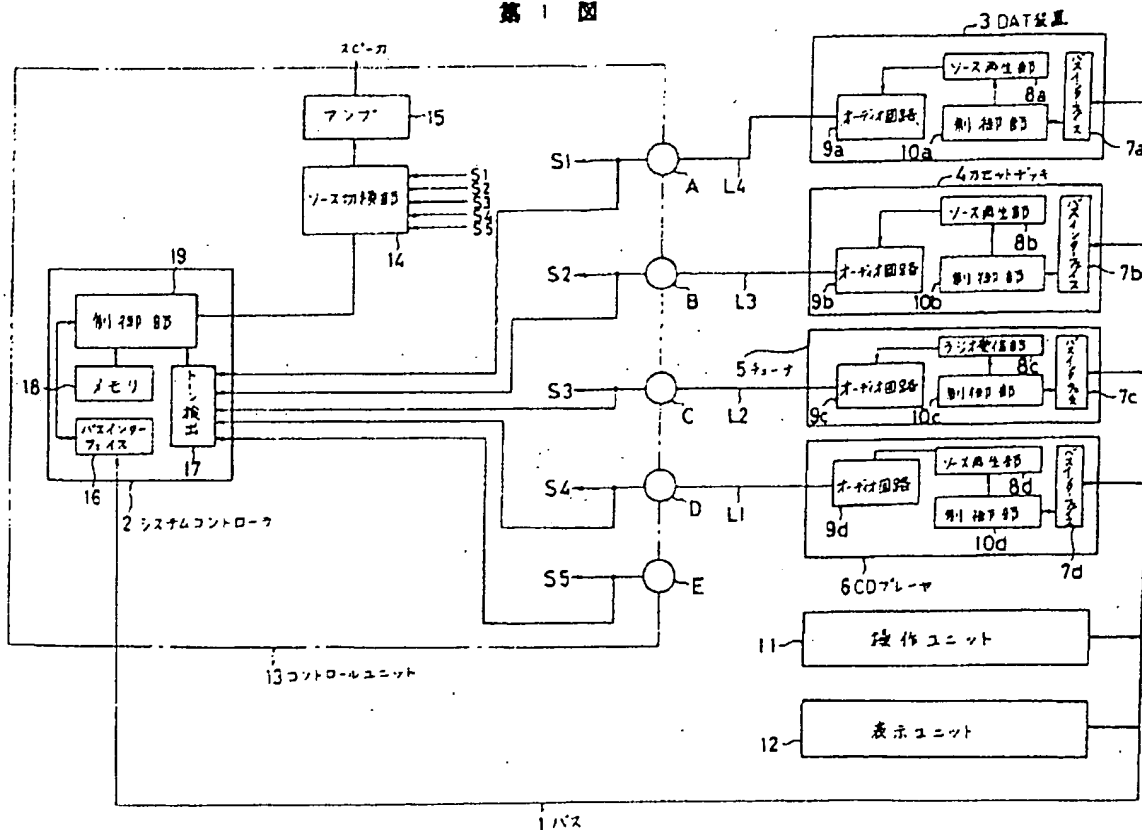 第 1 図
スピーカ
アンプ
15
ソース切換部
14
S1
S2
S3
S4
S5
19
制御部
18
メモリ
トーン検出
17
バスインターフェイス
16
2 システムコントローラ
13 コントロールユニット
S1
A
L4
S2
B
L3
S3
C
L2
S4
D
L1
S5
E
3 DAT装置
ソース再生部
8a
オーディオ回路
9a
制御部
10a
バスインターフェイス
7a
4 カセットデッキ
ソース再生部
8b
オーディオ回路
9b
制御部
10b
バスインターフェイス
7b
5 チューナ
ラジオ受信部
8c
オーディオ回路
9c
制御部
10c
バスインターフェイス
7c
ソース再生部
8d
オーディオ回路
9d
制御部
10d
バスインターフェイス
7d
6 CDプレーヤ
11
操作ユニット
12
表示ユニット
1 バス